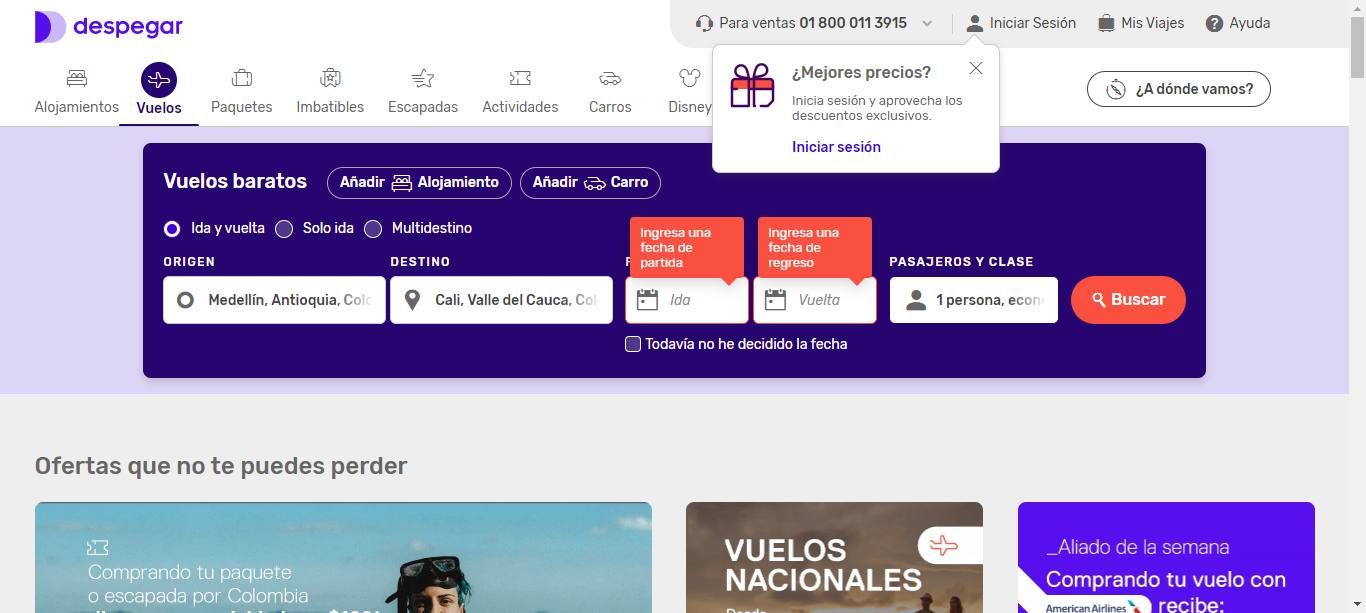 despegar
Para ventas 01 800 011 3915
Iniciar Sesión
Mis Viajes
Ayuda
Alojamientos
Vuelos
Paquetes
Imbatibles
Escapadas
Actividades
Carros
Disney
¿Mejores precios?
Inicia sesión y aprovecha los
descuentos exclusivos.
Iniciar sesión
¿A dónde vamos?
Vuelos baratos
Añadir Alojamiento
Añadir Carro
Ida y vuelta
Solo ida
Multidestino
Ingresa una
fecha de
partida
Ingresa una
fecha de
regreso
ORIGEN
DESTINO
PASAJEROS Y CLASE
Medellín, Antioquia, Colo
Cali, Valle del Cauca, Col
Ida
Vuelta
1 persona, econ
Buscar
Todavía no he decidido la fecha
Ofertas que no te puedes perder
Comprando tu paquete
o escapada por Colombia
VUELOS
NACIONALES
Desde
_Aliado de la semana
Comprando tu vuelo con
American Airlines recibe: